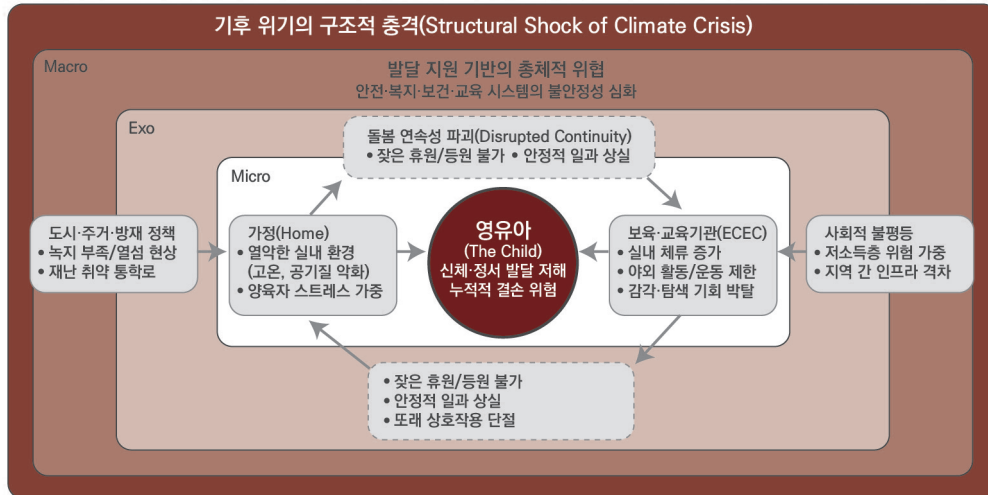 기후 위기의 구조적 충격(Structural Shock of Climate Crisis)
Macro
발달 지원 기반의 총체적 위협
안전·복지·보건·교육 시스템의 불안정성 심화
Exo
돌봄 연속성 파괴(Disrupted Continuity)
• 잦은 휴원/등원 불가 • 안정적 일과 상실
Micro
도시·주거·방재 정책
• 녹지 부족/열섬 현상
• 재난 취약 통학로
가정(Home)
• 열악한 실내 환경
(고온, 공기질 악화)
• 양육자 스트레스 가중
영유아
(The Child)
신체·정서 발달 저해
누적적 결손 위험
보육·교육기관(ECEC)
• 실내 체류 증가
• 야외 활동/운동 제한
• 감각·탐색 기회 박탈
사회적 불평등
• 저소득층 위험 가중
• 지역 간 인프라 격차
• 잦은 휴원/등원 불가
• 안정적 일과 상실
• 또래 상호작용 단절